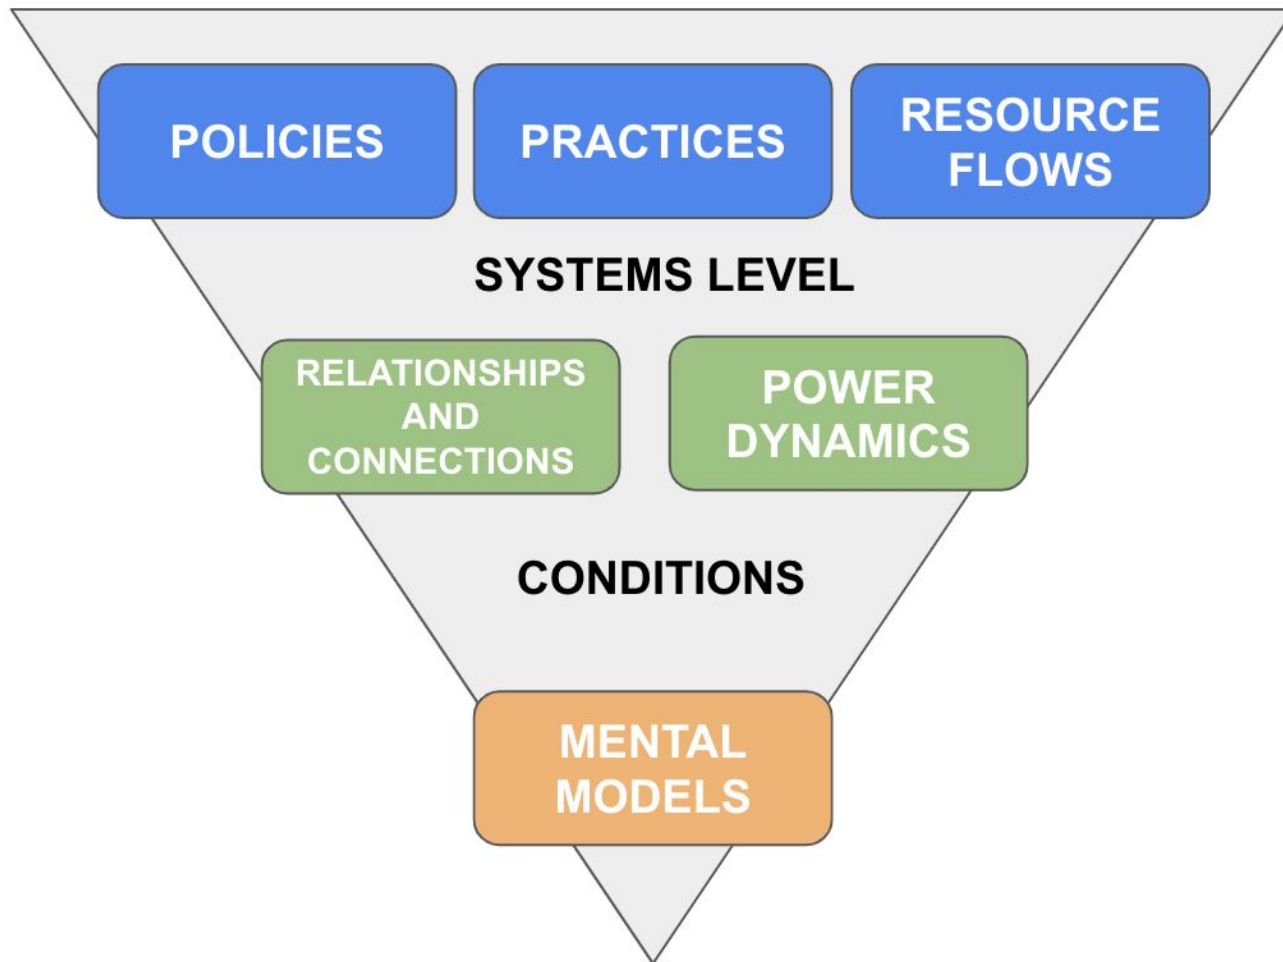 POLICIES
PRACTICES
RESOURCE
FLOWS
SYSTEMS LEVEL
RELATIONSHIPS
AND
CONNECTIONS
POWER
DYNAMICS
CONDITIONS
MENTAL
MODELS